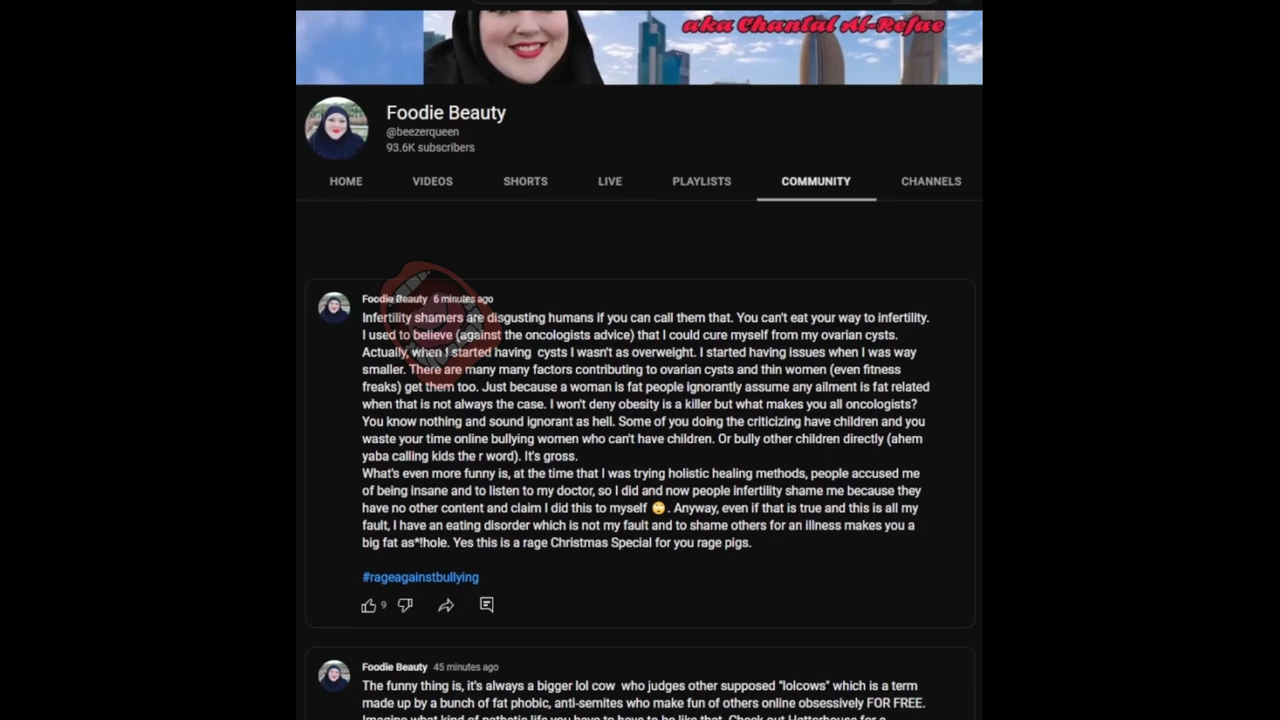 aka Chantal Al-Refae
Foodie Beauty
@beezerqueen
93.6K subscribers
HOME VIDEOS SHORTS LIVE PLAYLISTS COMMUNITY CHANNELS
Foodie Beauty 6 minutes ago
Infertility shamers are disgusting humans if you can call them that. You can't eat your way to infertility.
I used to believe (against the oncologists advice) that I could cure myself from my ovarian cysts.
Actually, when I started having cysts I wasn't as overweight. I started having issues when I was way
smaller. There are many many factors contributing to ovarian cysts and thin women (even fitness
freaks) get them too. Just because a woman is fat people ignorantly assume any ailment is fat related
when that is not always the case. I won't deny obesity is a killer but what makes you all oncologists?
You know nothing and sound ignorant as hell. Some of you doing the criticizing have children and you
waste your time online bullying women who can't have children. Or bully other children directly (ahem
yaba calling kids the r word). It's gross.
What's even more funny is, at the time that I was trying holistic healing methods, people accused me
of being insane and to listen to my doctor, so I did and now people infertility shame me because they
have no other content and claim I did this to myself 🙄. Anyway, even if that is true and this is all my
fault, I have an eating disorder which is not my fault and to shame others for an illness makes you a
big fat as*!hole. Yes this is a rage Christmas Special for you rage pigs.
#rageagainstbullying
9
Foodie Beauty 45 minutes ago
The funny thing is, it's always a bigger lol cow who judges other supposed "lolcows" which is a term
made up by a bunch of fat phobic, anti-semites who make fun of others online obsessively FOR FREE.
Imagine what kind of pathetic life you have to have to be like that. Check out Hatterhouse for a